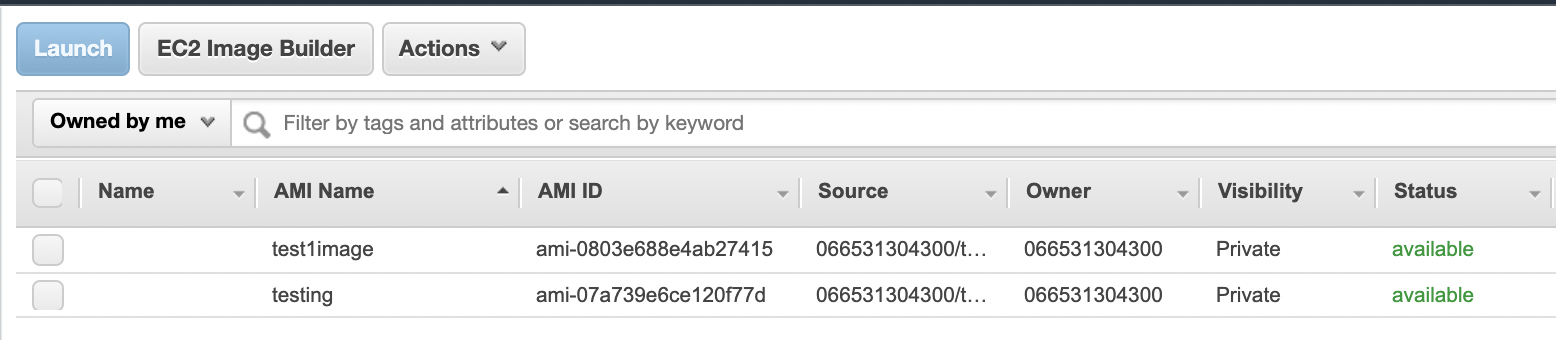 Launch EC2 Image Builder Actions
Owned by me Filter by tags and attributes or search by keyword
Name AMI Name AMI ID Source Owner Visibility Status
test1image ami-0803e688e4ab27415 066531304300/t... 066531304300 Private available
testing ami-07a739e6ce120f77d 066531304300/t... 066531304300 Private available